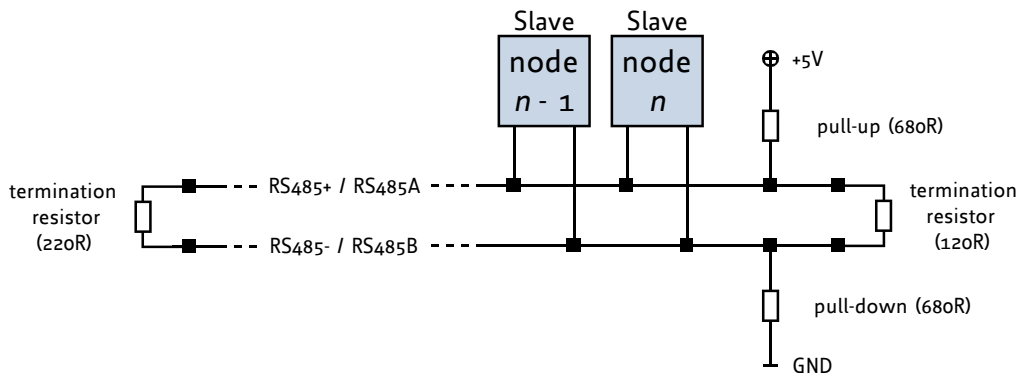 Slave
Slave
node
n - 1
node
n
+5V
pull-up (680R)
termination
resistor
(220R)
RS485+ / RS485A
RS485- / RS485B
termination
resistor
(120R)
pull-down (680R)
GND